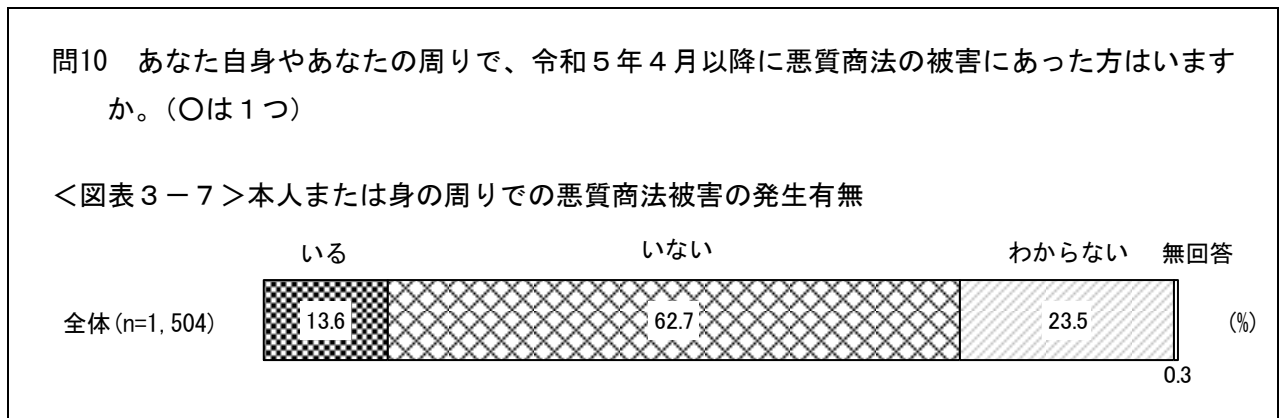 問10　あなた自身やあなたの周りで、令和５年４月以降に悪質商法の被害にあった方はいます
か。（〇は１つ）
＜図表３－７＞本人または身の周りでの悪質商法被害の発生有無
いる　いない　わからない　無回答
全体(n=1,504)　13.6　62.7　23.5　(%)
0.3